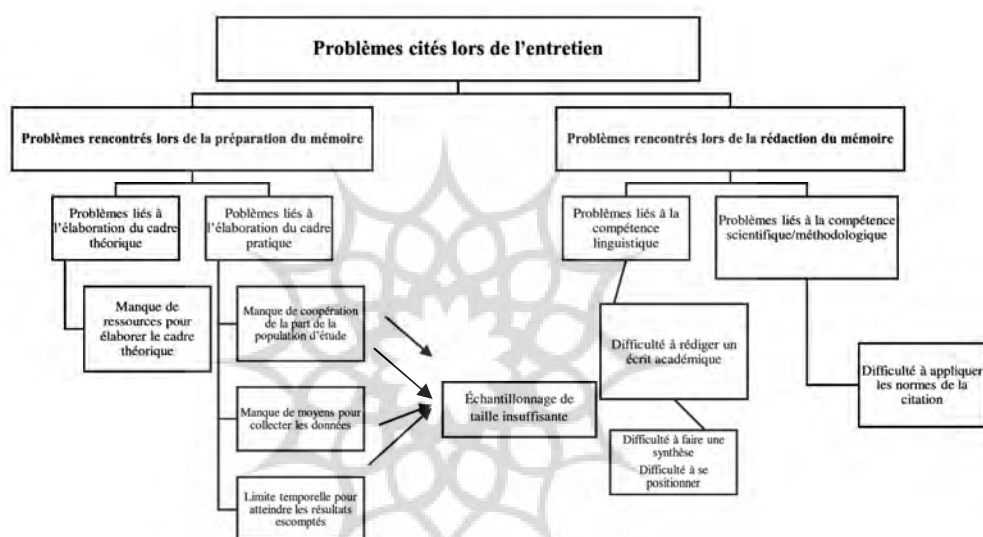 Problèmes cités lors de l'entretien
Problèmes rencontrés lors de la préparation du mémoire
Problèmes rencontrés lors de la rédaction du mémoire
Problèmes liés à
l'élaboration du cadre
théorique
Poblèmes liés à
l'élaboration du cadre
pratique
Problèmes liés à la
compétence
linguistique
Problèmes liés à la compétence
scientifique/méthodologique
Manque de
ressources pour
élaborer le cadre
théorique
Manque de coopération
de la part de la
population d'étude
Manque de moyens pour
collecter les données
Limite temporelle pour
atteindre les résultats
escomptés
Échantillonnage de
taille insuffisante
Difficulté à rédiger un
écrit académique
Difficulté à faire une
synthèse
Difficulté à se
positionner
Difficulté à appliquer
les normes de la
citation